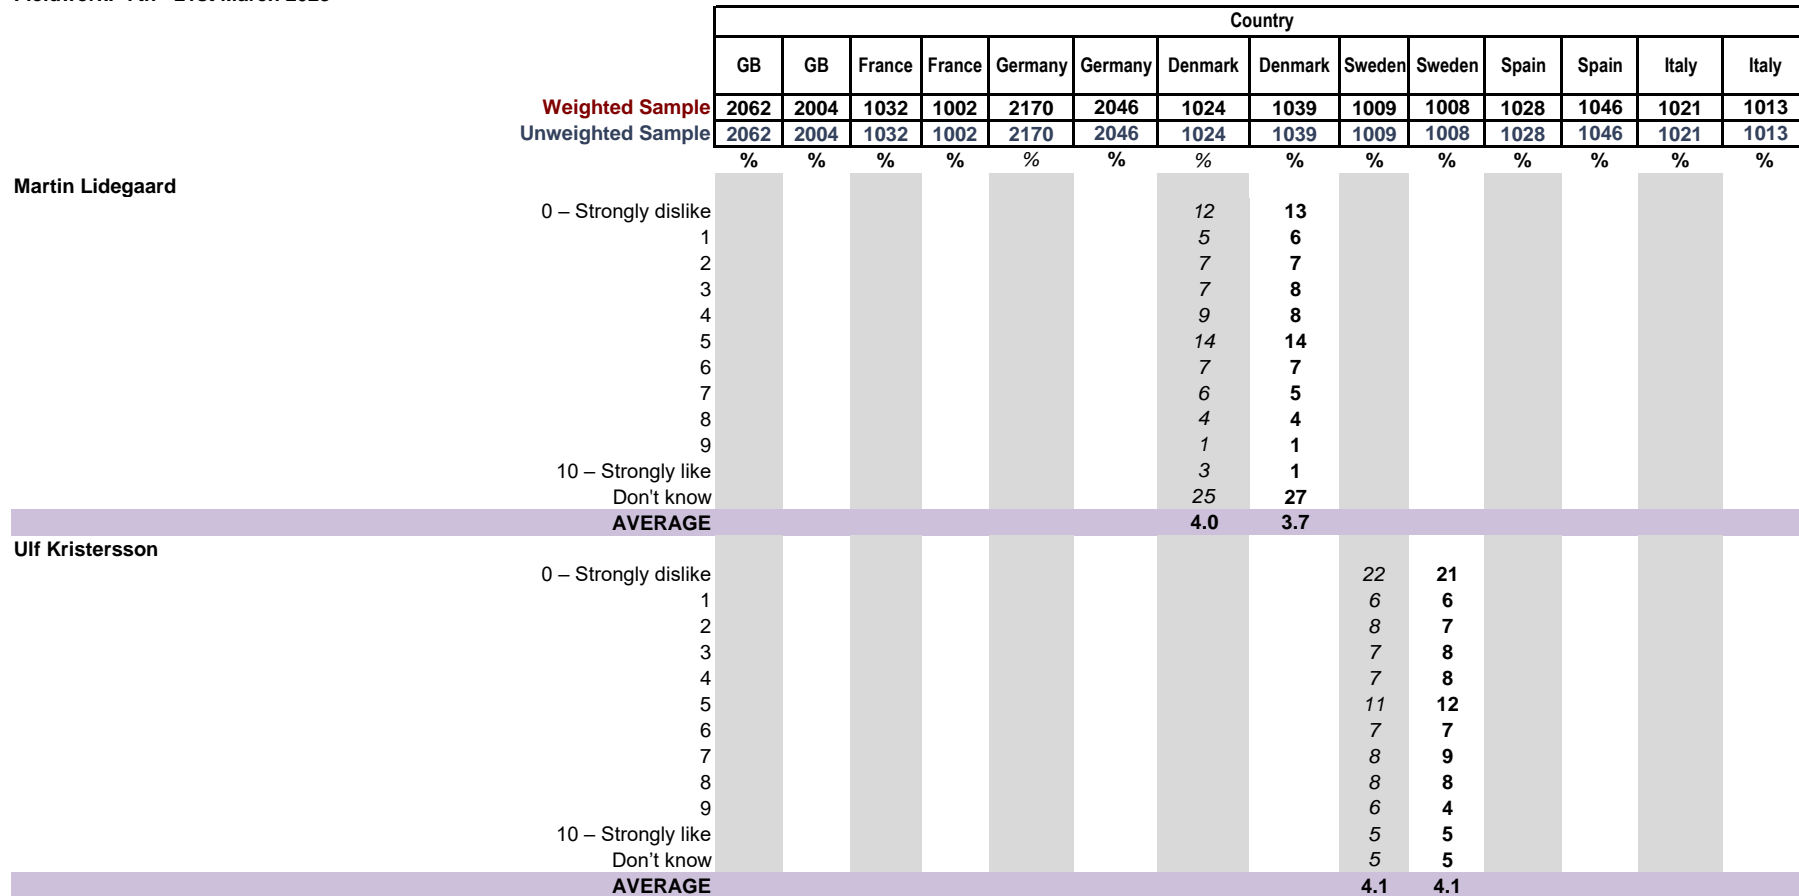 Country
GB GB France France Germany Germany Denmark Denmark Sweden Sweden Spain Spain Italy Italy
Weighted Sample 2062 2004 1032 1002 2170 2046 1024 1039 1009 1008 1028 1046 1021 1013
Unweighted Sample 2062 2004 1032 1002 2170 2046 1024 1039 1009 1008 1028 1046 1021 1013
% % % % % % % % % % % % % %
Martin Lidegaard
0 – Strongly dislike 12 13
1 5 6
2 7 7
3 7 8
4 9 8
5 14 14
6 7 7
7 6 5
8 4 4
9 1 1
10 – Strongly like 3 1
Don't know 25 27
AVERAGE 4.0 3.7
Ulf Kristersson
0 – Strongly dislike 22 21
1 6 6
2 8 7
3 7 8
4 7 8
5 11 12
6 7 7
7 8 9
8 8 8
9 6 4
10 – Strongly like 5 5
Don’t know 5 5
AVERAGE 4.1 4.1